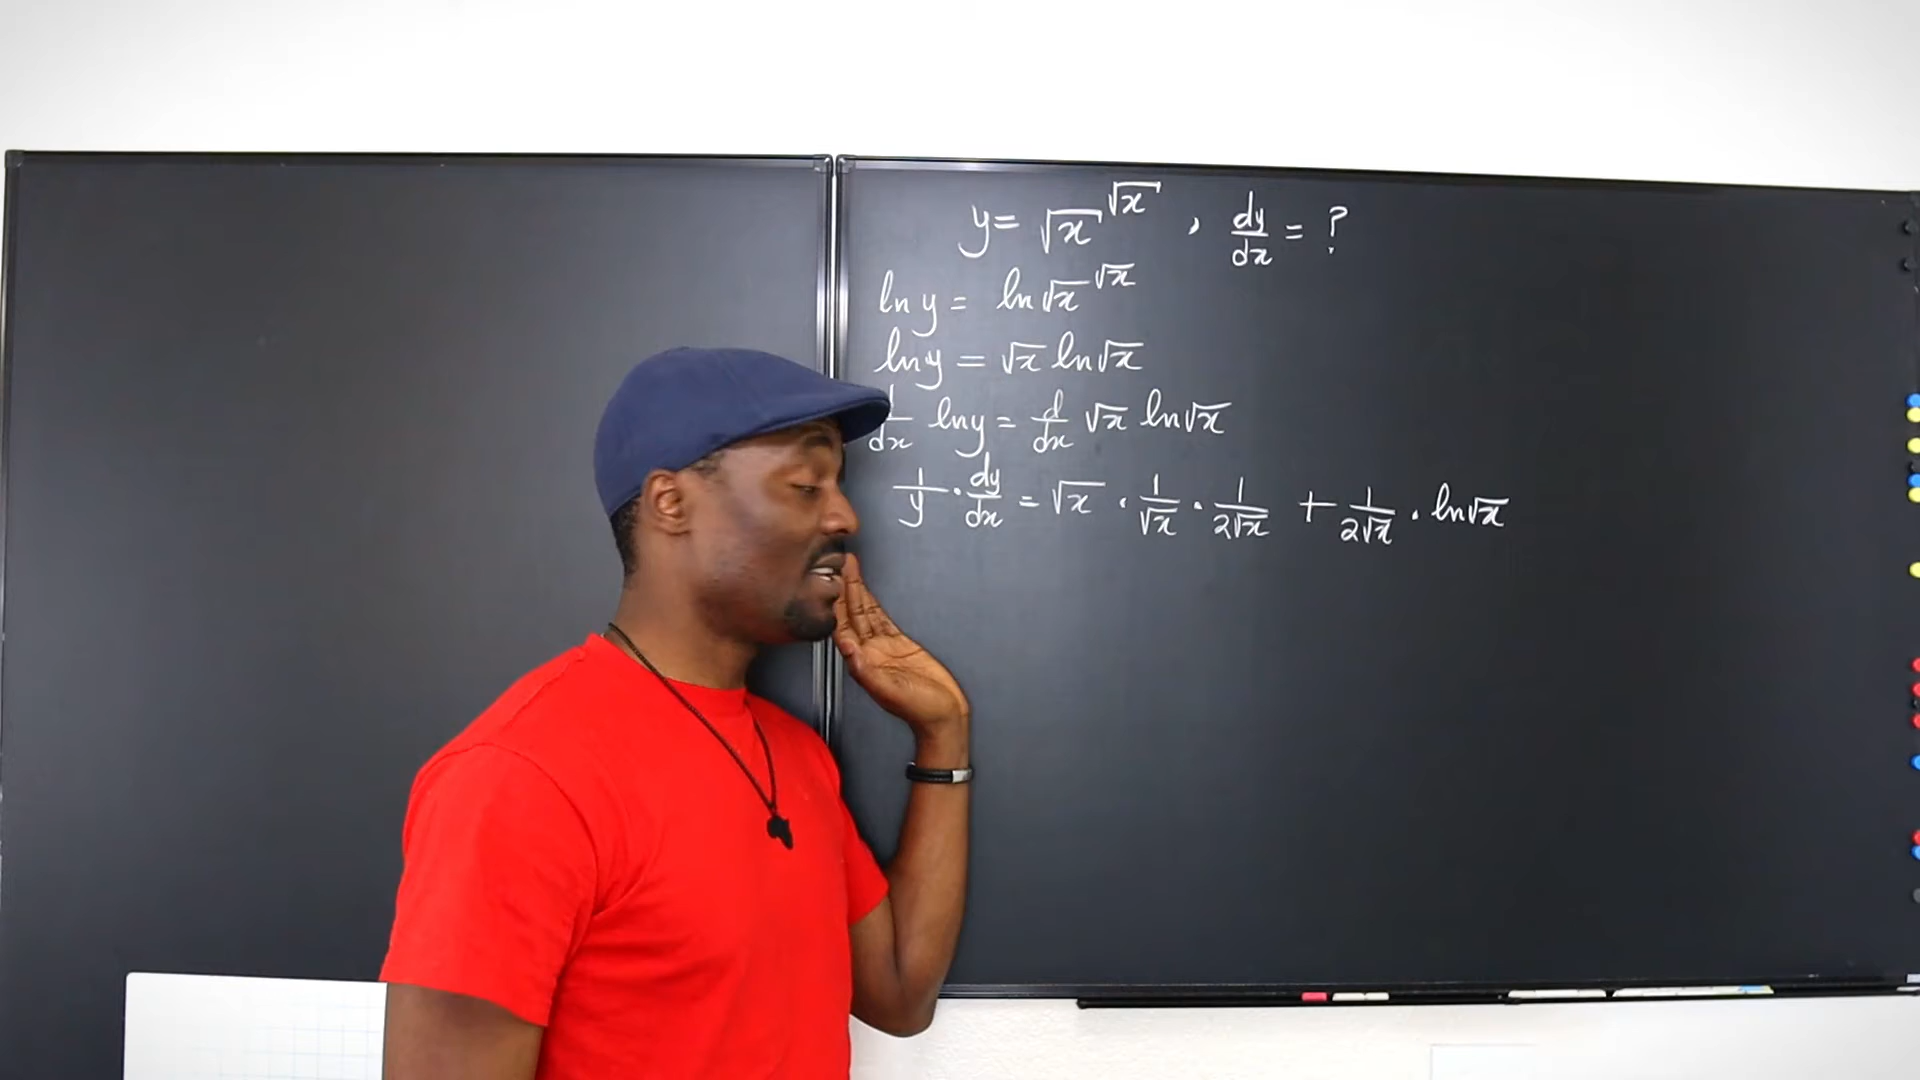 y = √x^√x , dy/dx = ?
ln y = ln √x^√x
ln y = √x ln √x
d/dx ln y = d/dx √x ln √x
1/y · dy/dx = √x · 1/√x · 1/2√x + 1/2√x · ln √x